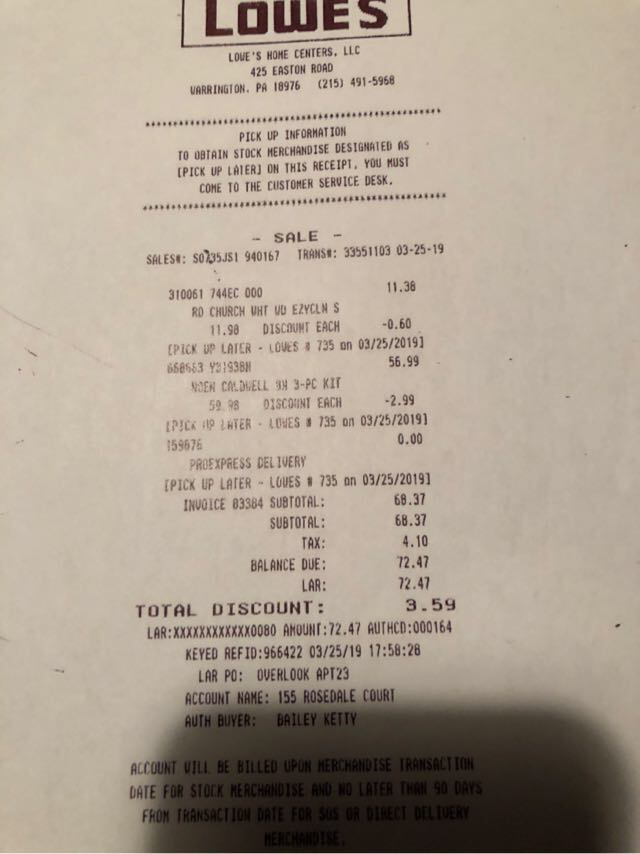 LOWE'S
LOWE'S HOME CENTERS, LLC
425 EASTON ROAD
WARRINGTON, PA 18976 (215) 491-5968
PICK UP INFORMATION
TO OBTAIN STOCK MERCHANDISE DESIGNATED AS
[PICK UP LATER] ON THIS RECEIPT, YOU MUST
COME TO THE CUSTOMER SERVICE DESK.
- SALE -
SALES#: S0735JS1 940167 TRANS#: 33551103 03-25-19
310061 744EC 000 11.38
RD CHURCH WHT WD EZYCLN S
11.98 DISCOUNT EACH -0.60
[PICK UP LATER - LOWES # 735 on 03/25/2019]
56.99
CALDWELL 3-PC KIT
59.98 DISCOUNT EACH -2.99
[PICK UP LATER - LOWES # 735 on 03/25/2019]
159676 0.00
PROEXPRESS DELIVERY
[PICK UP LATER - LOWES # 735 on 03/25/2019]
INVOICE 83384 SUBTOTAL: 68.37
SUBTOTAL: 68.37
TAX: 4.10
BALANCE DUE: 72.47
LAR: 72.47
TOTAL DISCOUNT: 3.59
LAR:XXXXXXXXXXXX0080 AMOUNT:72.47 AUTHCD:000164
KEYED REFID:966422 03/25/19 17:58:28
LAR PO: OVERLOOK APT23
ACCOUNT NAME: 155 ROSEDALE COURT
AUTH BUYER: BAILEY KETTY
ACCOUNT WILL BE BILLED UPON MERCHANDISE TRANSACTION
DATE FOR STOCK MERCHANDISE AND NO LATER THAN 90 DAYS
FROM TRANSACTION DATE FOR SOS OR DIRECT DELIVERY
MERCHANDISE.